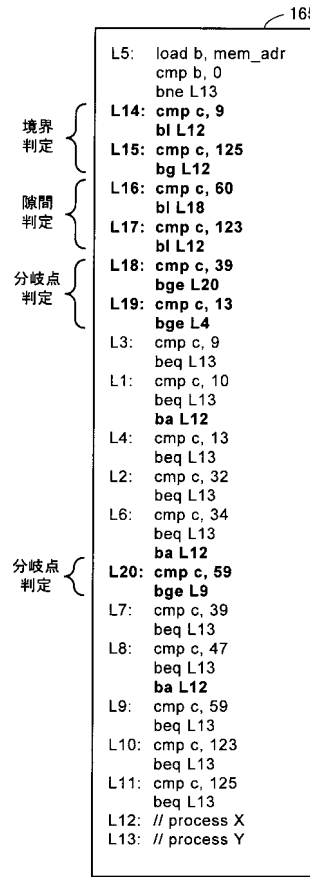 165
L5: load b, mem_adr
cmp b, 0
bne L13
境界
判定
L14: cmp c, 9
bl L12
L15: cmp c, 125
bg L12
隙間
判定
L16: cmp c, 60
bl L18
L17: cmp c, 123
bl L12
分岐点
判定
L18: cmp c, 39
bge L20
L19: cmp c, 13
bge L4
L3: cmp c, 9
beq L13
L1: cmp c, 10
beq L13
ba L12
L4: cmp c, 13
beq L13
L2: cmp c, 32
beq L13
L6: cmp c, 34
beq L13
ba L12
分岐点
判定
L20: cmp c, 59
bge L9
L7: cmp c, 39
beq L13
L8: cmp c, 47
beq L13
ba L12
L9: cmp c, 59
beq L13
L10: cmp c, 123
beq L13
L11: cmp c, 125
beq L13
L12: // process X
L13: // process Y